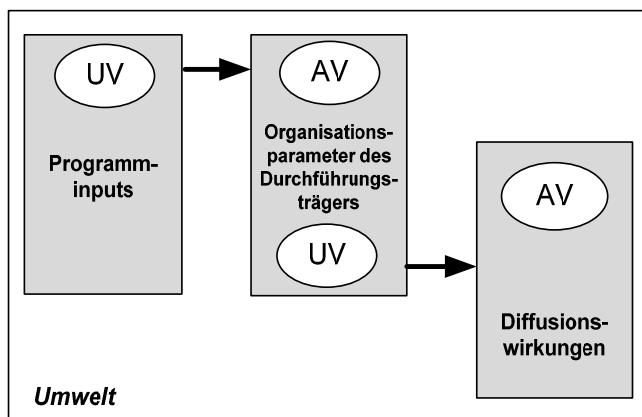 UV
Programm-
inputs
AV
Organisations-
parameter des
Durchführungs-
trägers
UV
AV
Diffusions-
wirkungen
Umwelt